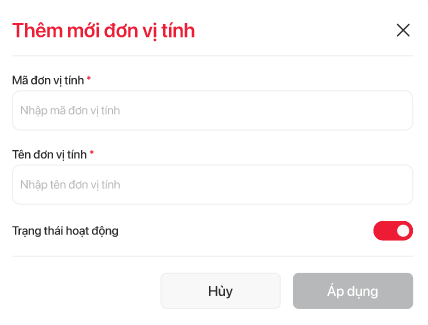 Thêm mới đơn vị tính
Mã đơn vị tính *
Nhập mã đơn vị tính
Tên đơn vị tính *
Nhập tên đơn vị tính
Trạng thái hoạt động
Hủy
Áp dụng